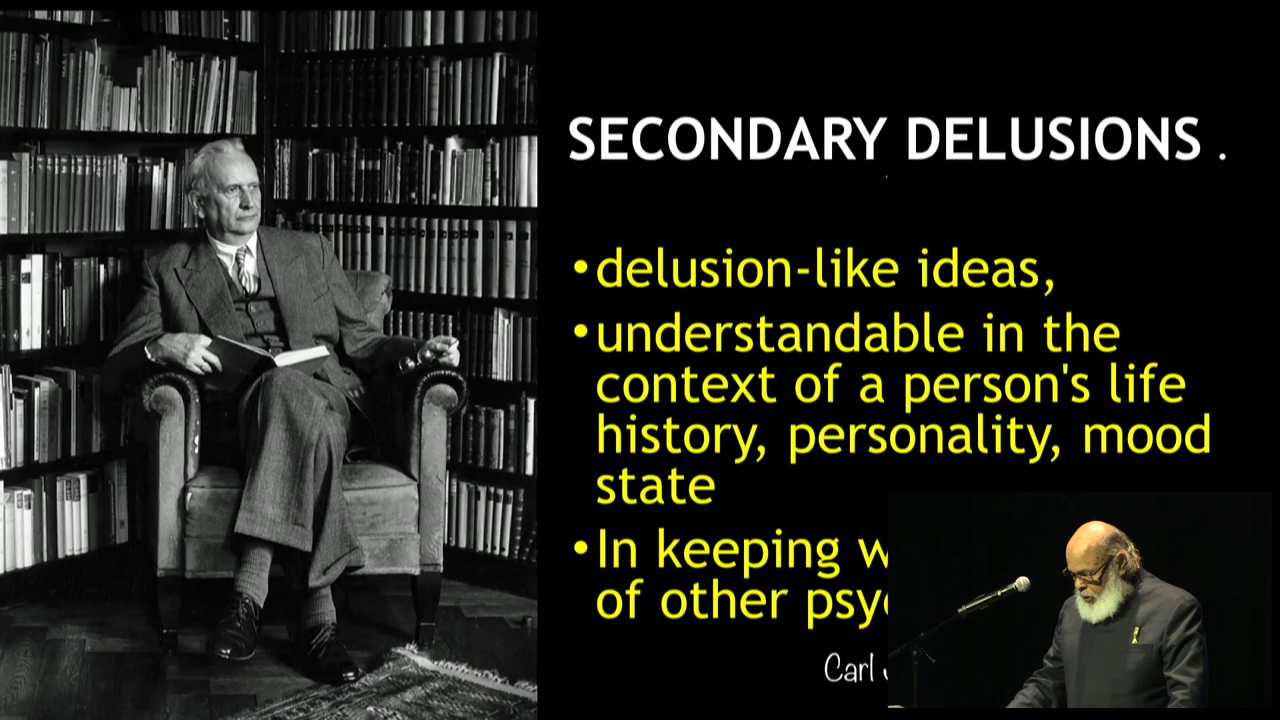 SECONDARY DELUSIONS .
•delusion-like ideas,
•understandable in the
context of a person's life
history, personality, mood
state
•In keeping
of other
Carl